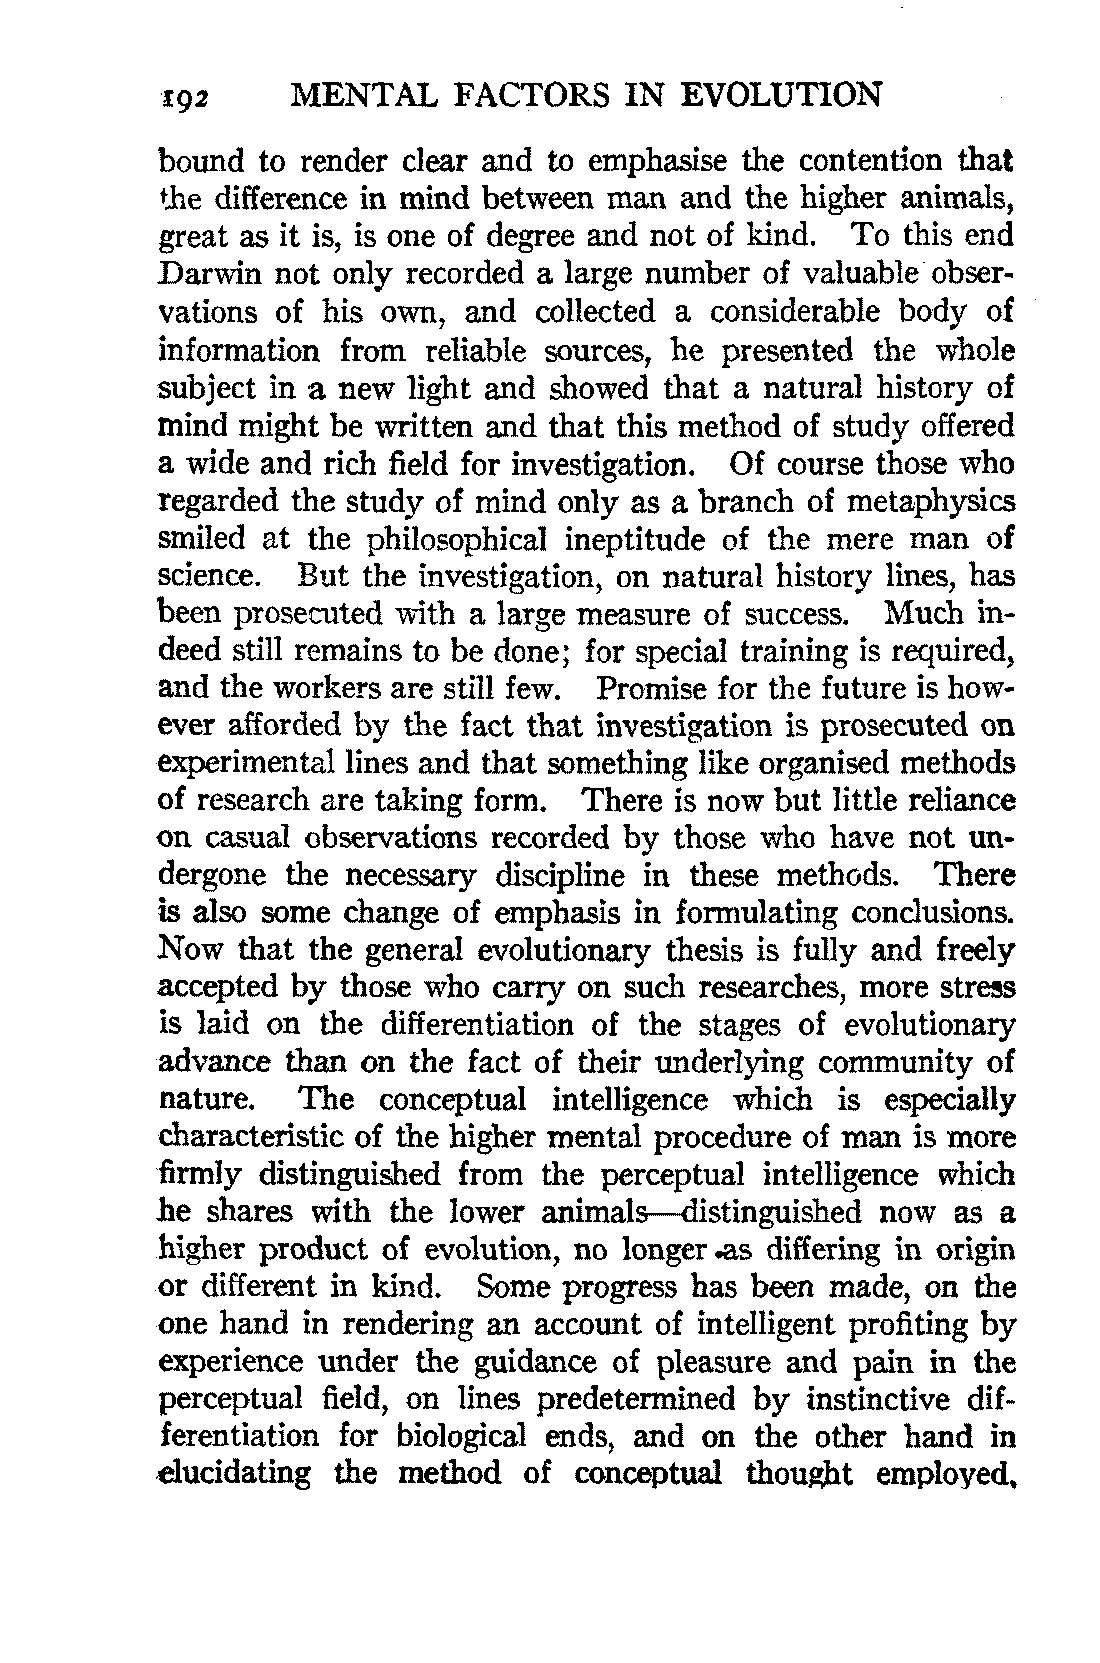 192 MENTAL FACTORS IN EVOLUTION
bound to render clear and to emphasise the contention that
the difference in mind between man and the higher animals,
great as it is, is one of degree and not of kind. To this end
Darwin not only recorded a large number of valuable obser-
vations of his own, and collected a considerable body of
information from reliable sources, he presented the whole
subject in a new light and showed that a natural history of
mind might be written and that this method of study offered
a wide and rich field for investigation. Of course those who
regarded the study of mind only as a branch of metaphysics
smiled at the philosophical ineptitude of the mere man of
science. But the investigation, on natural history lines, has
been prosecuted with a large measure of success. Much in-
deed still remains to be done; for special training is required,
and the workers are still few. Promise for the future is how-
ever afforded by the fact that investigation is prosecuted on
experimental lines and that something like organised methods
of research are taking form. There is now but little reliance
on casual observations recorded by those who have not un-
dergone the necessary discipline in these methods. There
is also some change of emphasis in formulating conclusions.
Now that the general evolutionary thesis is fully and freely
accepted by those who carry on such researches, more stress
is laid on the differentiation of the stages of evolutionary
advance than on the fact of their underlying community of
nature. The conceptual intelligence which is especially
characteristic of the higher mental procedure of man is more
firmly distinguished from the perceptual intelligence which
he shares with the lower animals—distinguished now as a
higher product of evolution, no longer as differing in origin
or different in kind. Some progress has been made, on the
one hand in rendering an account of intelligent profiting by
experience under the guidance of pleasure and pain in the
perceptual field, on lines predetermined by instinctive dif-
ferentiation for biological ends, and on the other hand in
elucidating the method of conceptual thought employed,